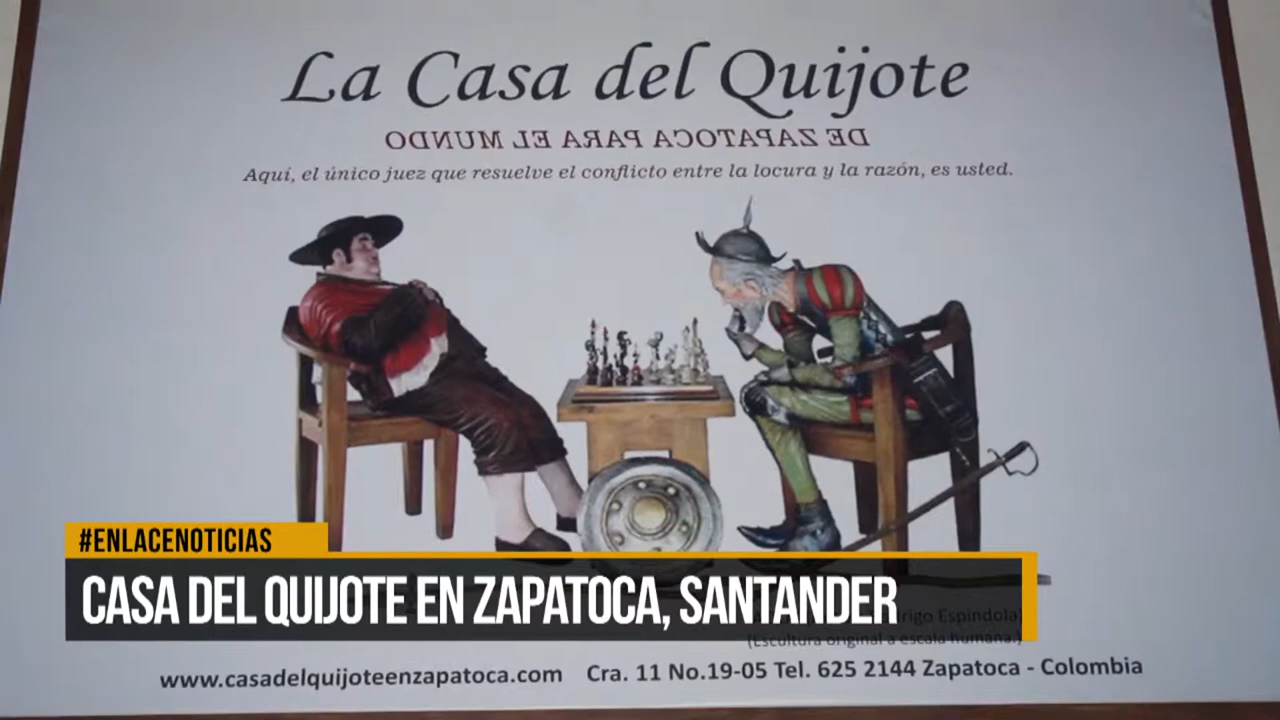 La Casa del Quijote
DE ZAPATOCA PARA EL MUNDO
Aquí, el único juez que resuelve el conflicto entre la locura y la razón, es usted.
#ENLACENOTICIAS
CASA DEL QUIJOTE EN ZAPATOCA, SANTANDER
Espindola)
(Escultura original a escala humana.)
www.casadelquijoteenzapatoca.com Cra. 11 No.19-05 Tel. 625 2144 Zapatoca - Colombia